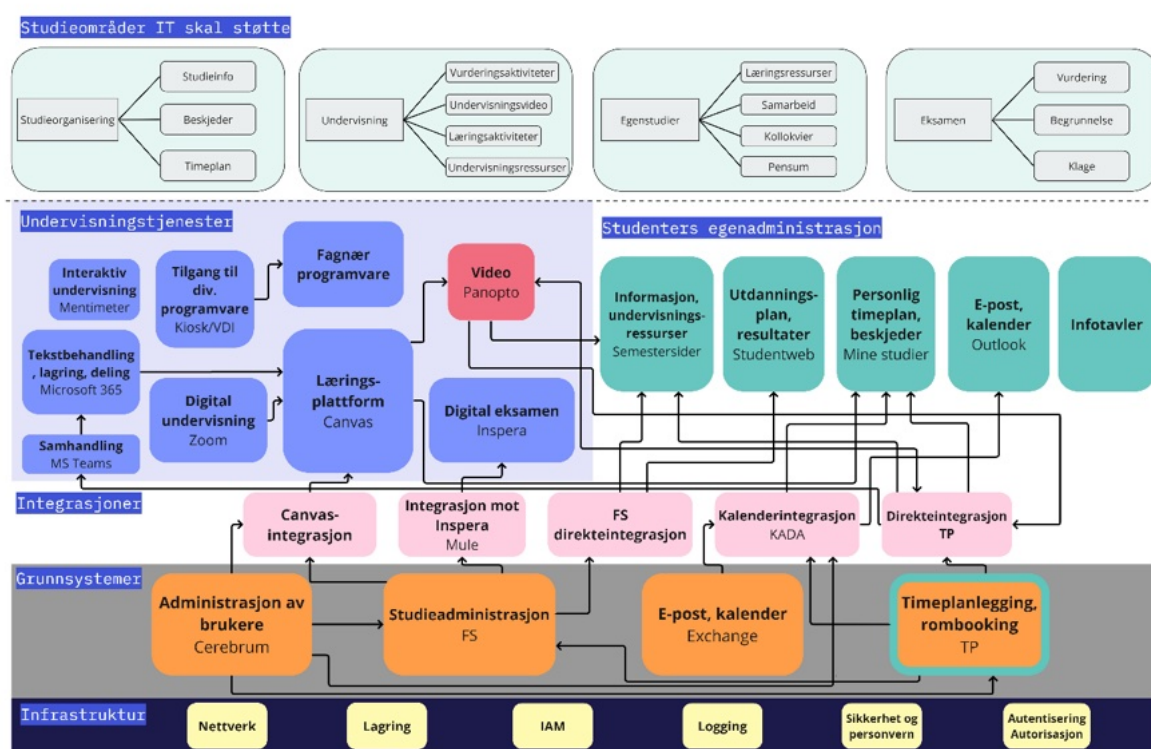 Studieområder IT skal støtte
Studieorganisering
Studieinfo
Beskjeder
Timeplan
Undervisning
Vurderingsaktiviteter
Undervisningsvideo
Læringsaktiviteter
Undervisningsressurser
Egenstudier
Læringsressurser
Samarbeid
Kollokvier
Pensum
Eksamen
Vurdering
Begrunnelse
Klage
Undervisningstjenester
Interaktiv
undervisning
Mentimeter
Tilgang til
div.
programvare
Kiosk/VDI
Fagnær
programvare
Video
Panopto
Tekstbehandling
, lagring, deling
Microsoft 365
Digital
undervisning
Zoom
Lærings-
plattform
Canvas
Digital eksamen
Inspera
Samhandling
MS Teams
Studenters egenadministrasjon
Informasjon,
undervisnings-
ressurser
Semestersider
Utdannings-
plan,
resultater
Studentweb
Personlig
timeplan,
beskjeder
Mine studier
E-post,
kalender
Outlook
Infotavler
Integrasjoner
Canvas-
integrasjon
Integrasjon mot
Inspera
Mule
FS
direkteintegrasjon
Kalenderintegrasjon
KADA
Direkteintegrasjon
TP
Grunnsystemer
Administrasjon av
brukere
Cerebrum
Studieadministrasjon
FS
E-post, kalender
Exchange
Timeplanlegging,
rombooking
TP
Infrastruktur
Nettverk
Lagring
IAM
Logging
Sikkerhet og
personvern
Autentisering
Autorisasjon